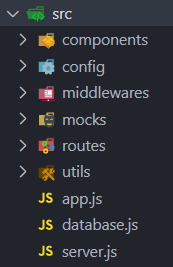 src
components
config
middlewares
mocks
routes
utils
JS app.js
JS database.js
JS server.js